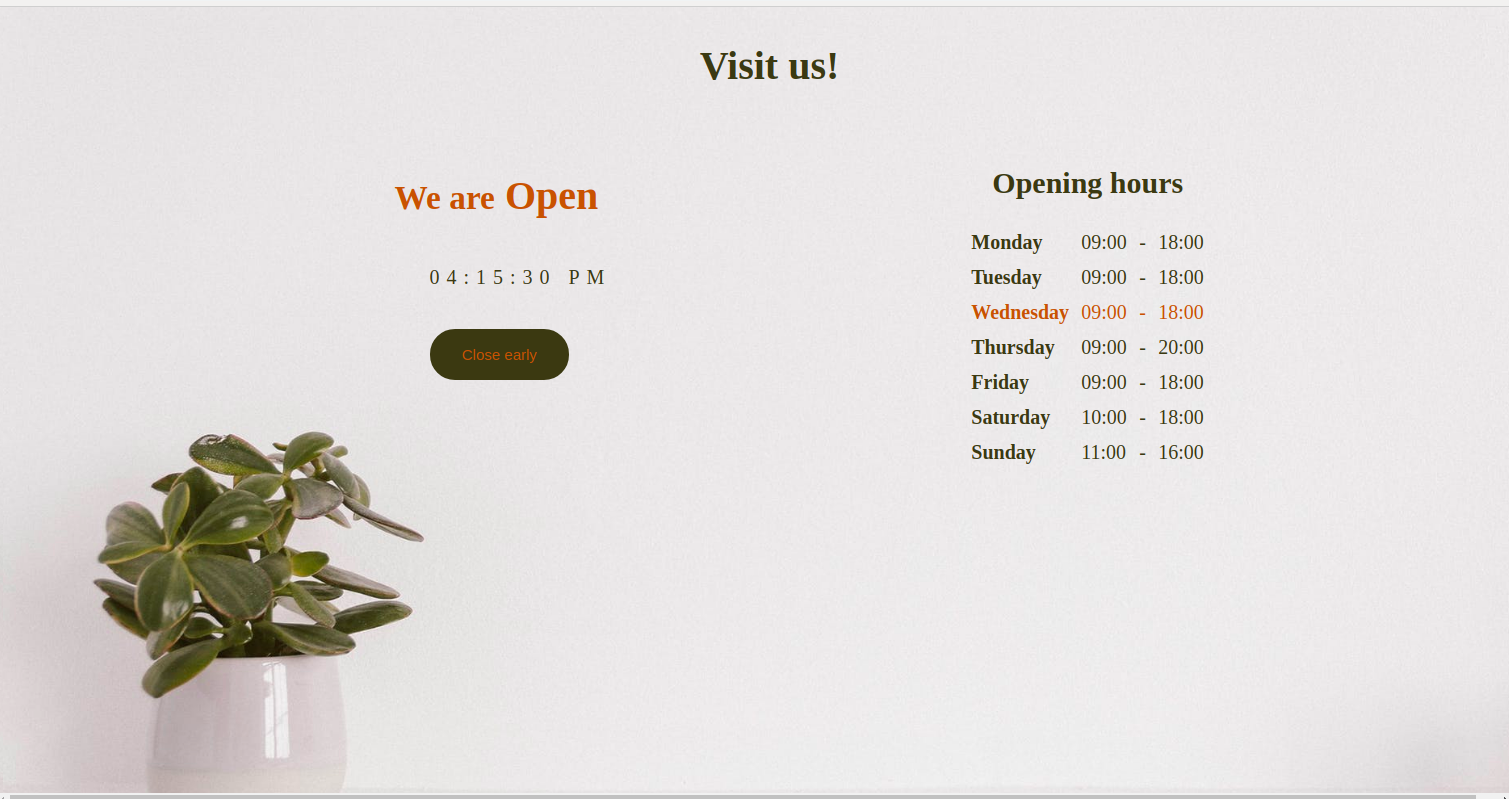 Visit us!
We are Open
04:15:30 PM
Close early
Opening hours
Monday 09:00 - 18:00
Tuesday 09:00 - 18:00
Wednesday 09:00 - 18:00
Thursday 09:00 - 20:00
Friday 09:00 - 18:00
Saturday 10:00 - 18:00
Sunday 11:00 - 16:00